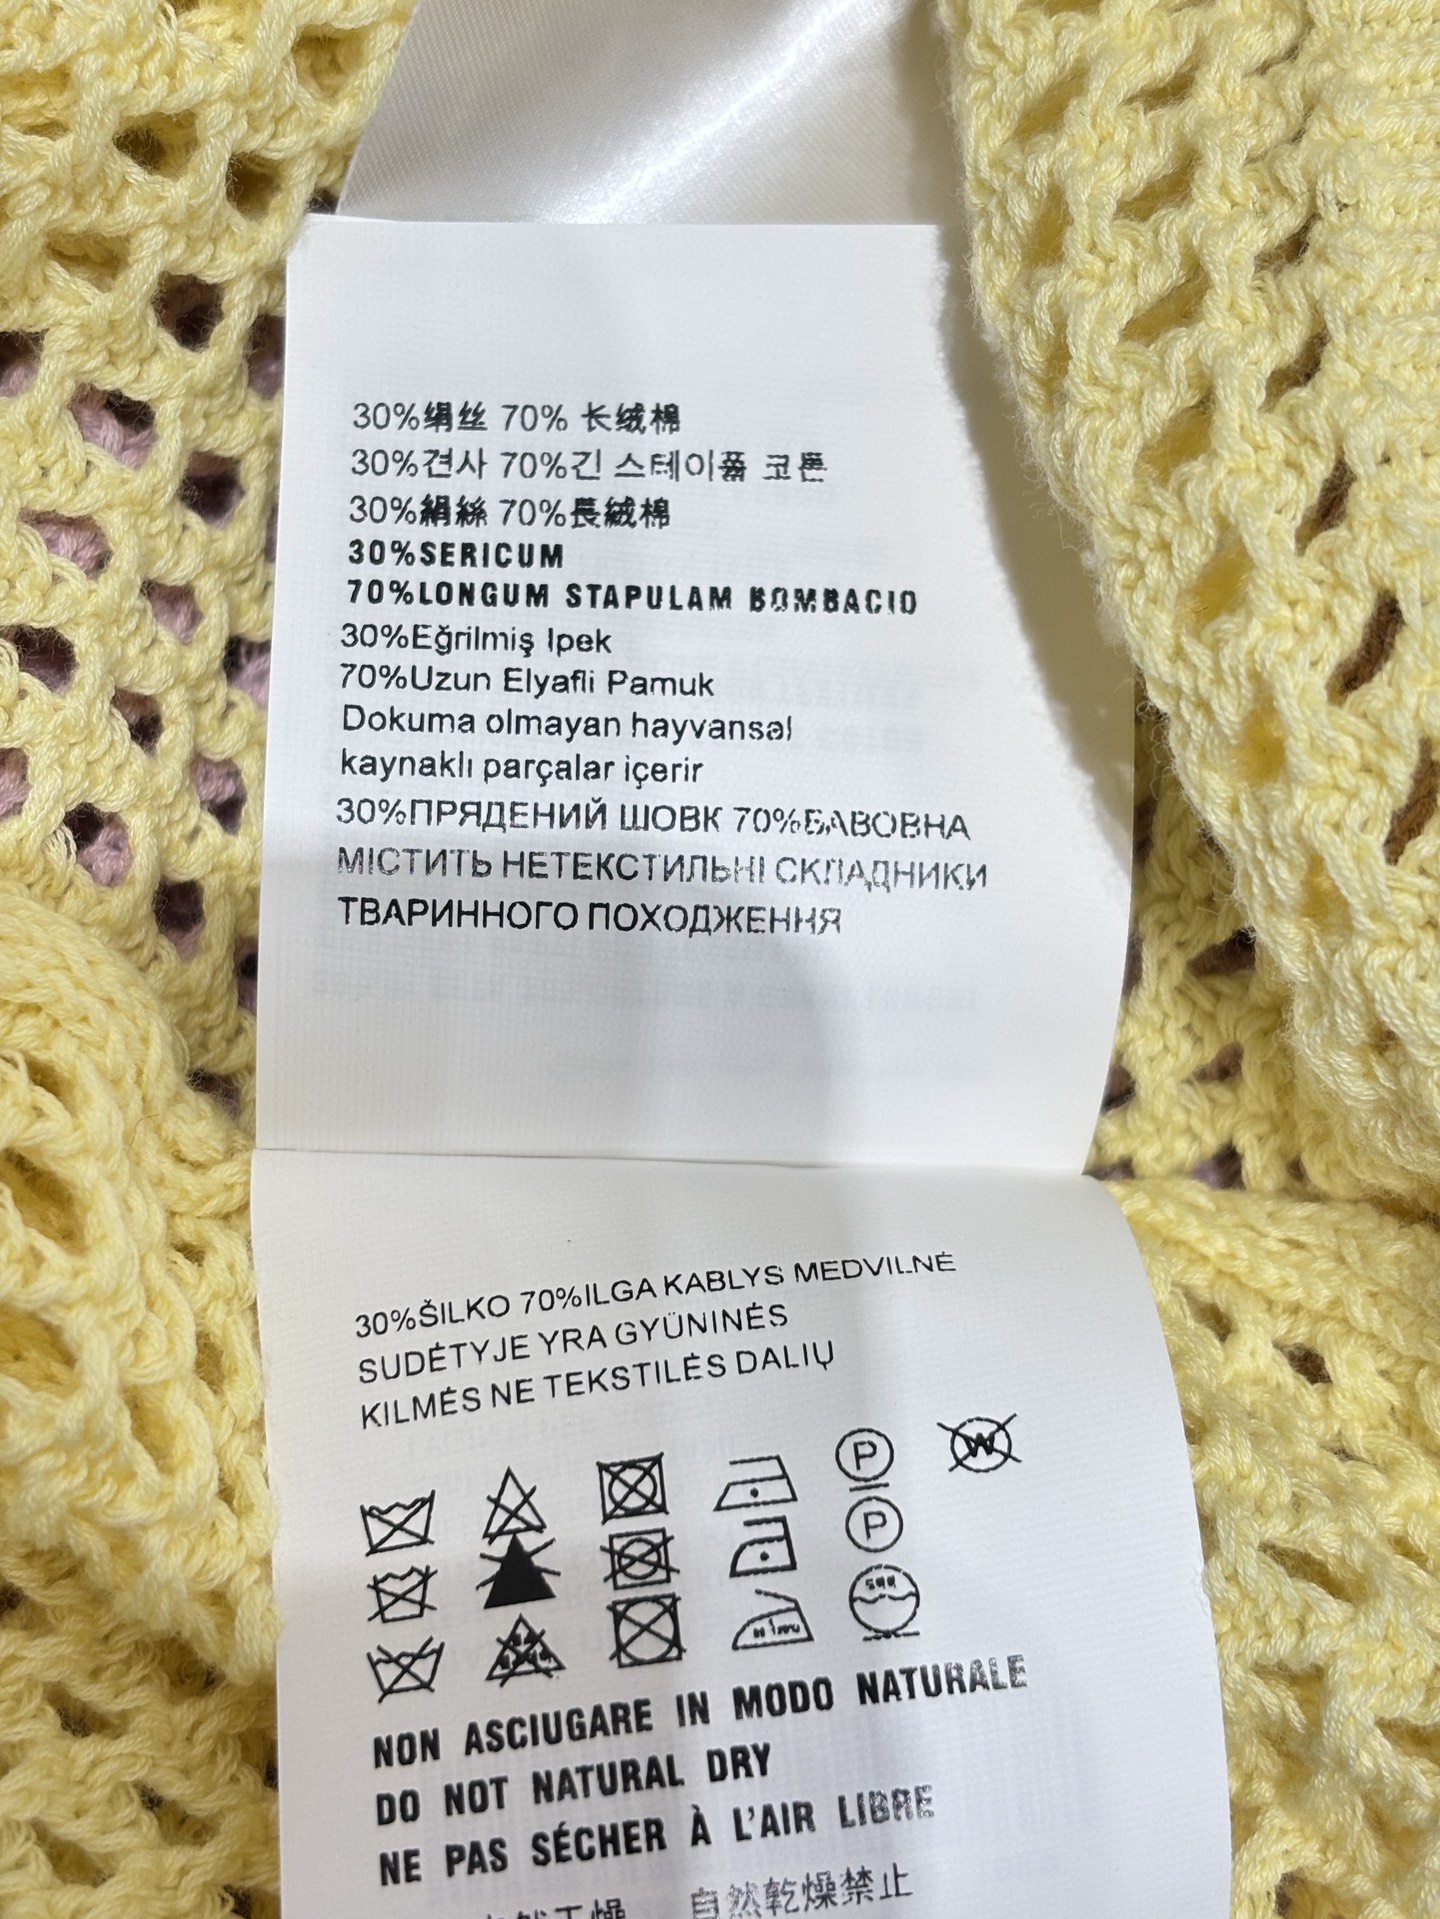 30%绢丝 70% 长绒棉
30%견사 70%긴 스테이플 코튼
30%絹絲 70%長絨棉
30%SERICUM
70%LONGUM STAPULAM BOMBACIO
30%Eğrilmiş Ipek
70%Uzun Elyafli Pamuk
Dokuma olmayan hayvansal
kaynaklı parçalar içerir
30%ПРЯДЕНИЙ ШОВК 70%БАВОВНА
МІСТИТЬ НЕТЕКСТИЛЬНІ СКЛАДНИКИ
ТВАРИННОГО ПОХОДЖЕННЯ
30%ŠILKO 70%ILGA KABLYS MEDVILNĖ
SUDĖTYJE YRA GYŪNINĖS
KILMĖS NE TEKSTILĖS DALIŲ
P
W
P
NON ASCIUGARE IN MODO NATURALE
DO NOT NATURAL DRY
NE PAS SÉCHER À L'AIR LIBRE
自然乾燥禁止